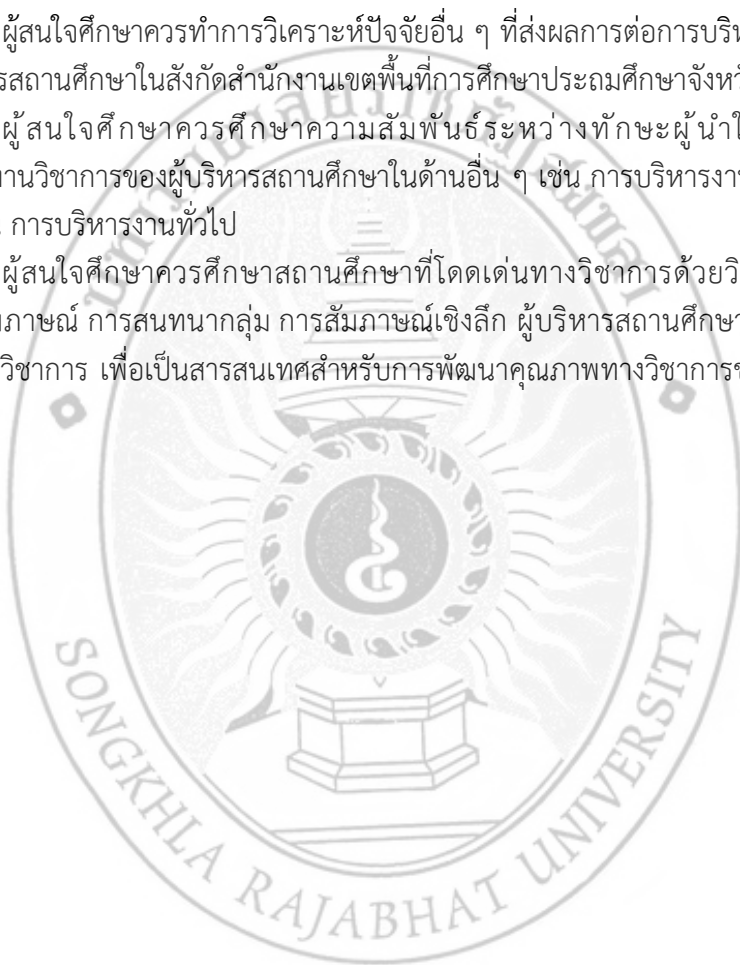 ผู้สนใจศึกษาควรทำการวิเคราะห์ปัจจัยอื่น ๆ ที่ส่งผลการต่อการบริห
รสถานศึกษาในสังกัดสำนักงานเขตพื้นที่การศึกษาประถมศึกษาจังหวั
ผู้สนใจศึกษาควรศึกษาความสัมพันธ์ระหว่างทักษะผู้นำใ
งานวิชาการของผู้บริหารสถานศึกษาในด้านอื่น ๆ เช่น การบริหารงาน
การบริหารงานทั่วไป
ผู้สนใจศึกษาควรศึกษาสถานศึกษาที่โดดเด่นทางวิชาการด้วยวิ
มภาษณ์ การสนทนากลุ่ม การสัมภาษณ์เชิงลึก ผู้บริหารสถานศึกษา
วิชาการ เพื่อเป็นสารสนเทศสำหรับการพัฒนาคุณภาพทางวิชาการข
SONGKHLA RAJABHAT UNIVERSITY